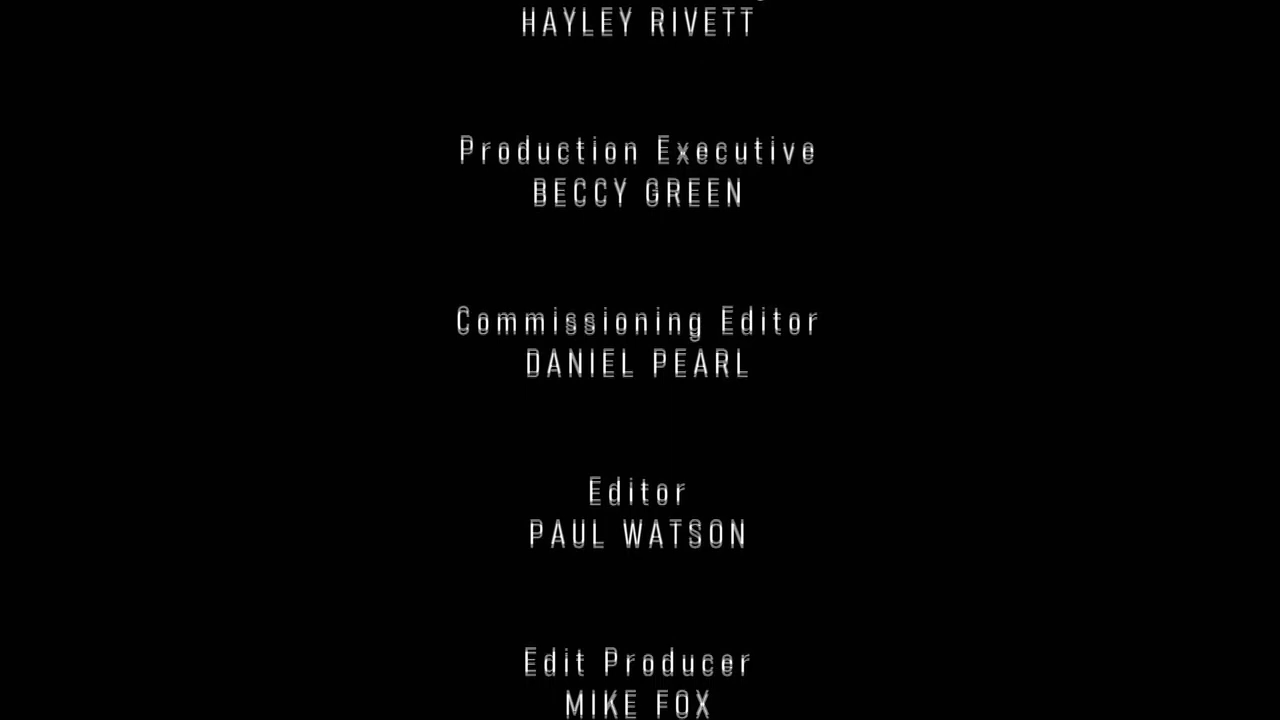 HAYLEY RIVETT
Production Executive
BECCY GREEN
Commissioning Editor
DANIEL PEARL
Editor
PAUL WATSON
Edit Producer
MIKE FOX